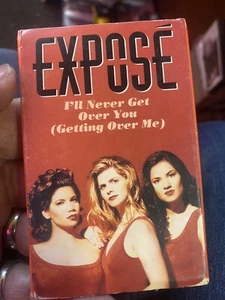 EXPOSÉ
I'll Never Get
Over You
(Getting Over Me)